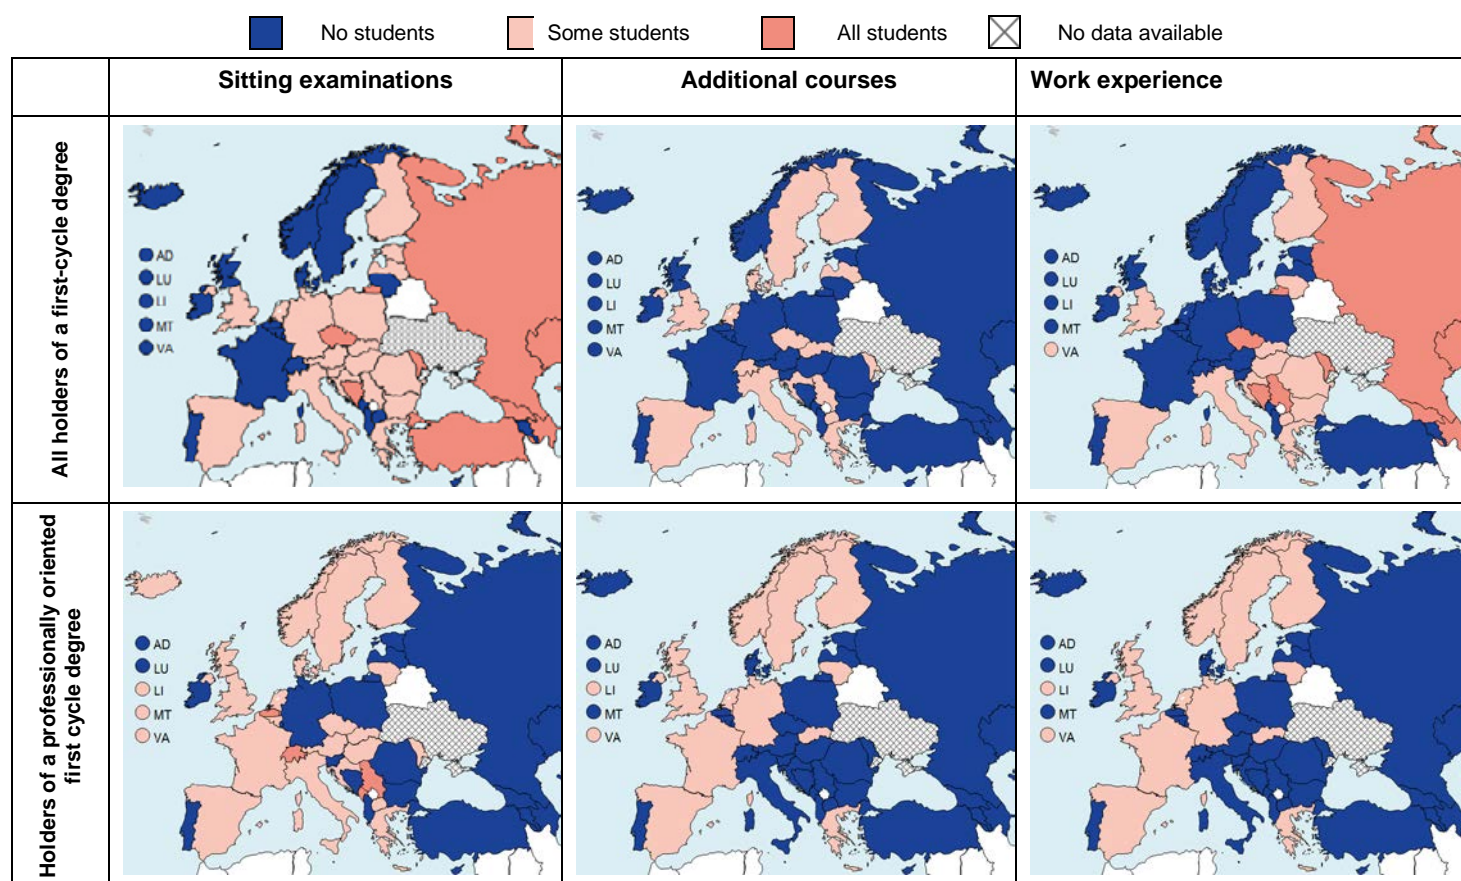 No students
Some students
All students
No data available
Sitting examinations
Additional courses
Work experience
All holders of a first-cycle degree
AD
LU
LI
MT
VA
AD
LU
LI
MT
VA
AD
LU
LI
MT
VA
Holders of a professionally oriented
first cycle degree
AD
LU
LI
MT
VA
AD
LU
LI
MT
VA
AD
LU
LI
MT
VA